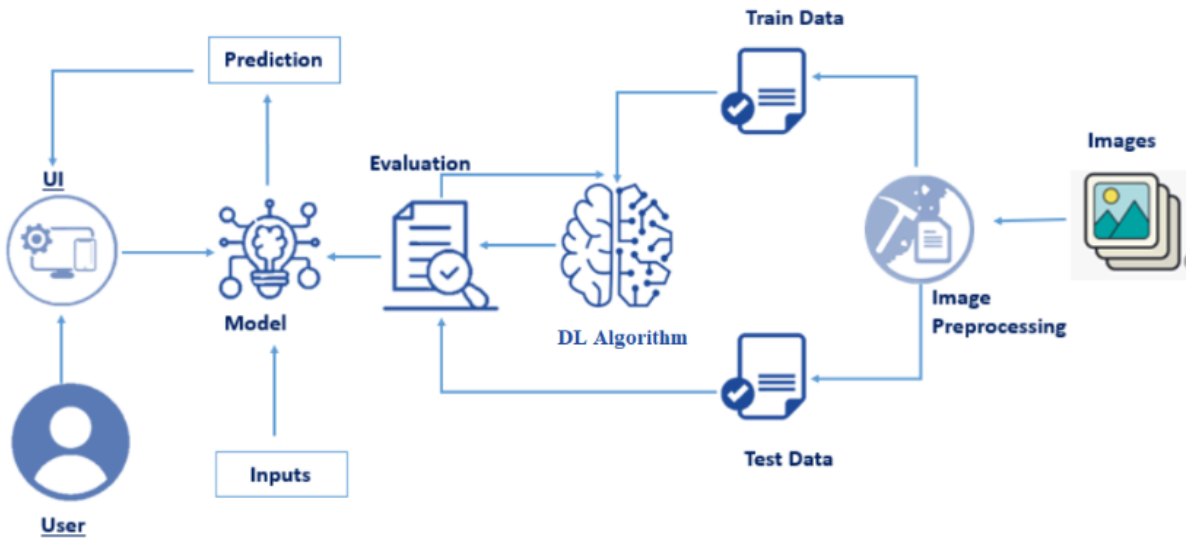 Train Data
Prediction
Images
Evaluation
UI
Image
Preprocessing
Model
DL Algorithm
Test Data
Inputs
User